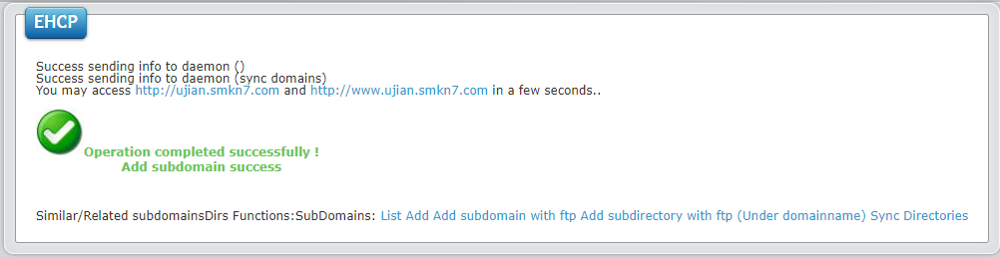 EHCP
Success sending info to daemon ()
Success sending info to daemon (sync domains)
You may access http://ujian.smkn7.com and http://www.ujian.smkn7.com in a few seconds..
Operation completed successfully !
Add subdomain success
Similar/Related subdomainsDirs Functions:SubDomains: List Add Add subdomain with ftp Add subdirectory with ftp (Under domainname) Sync Directories